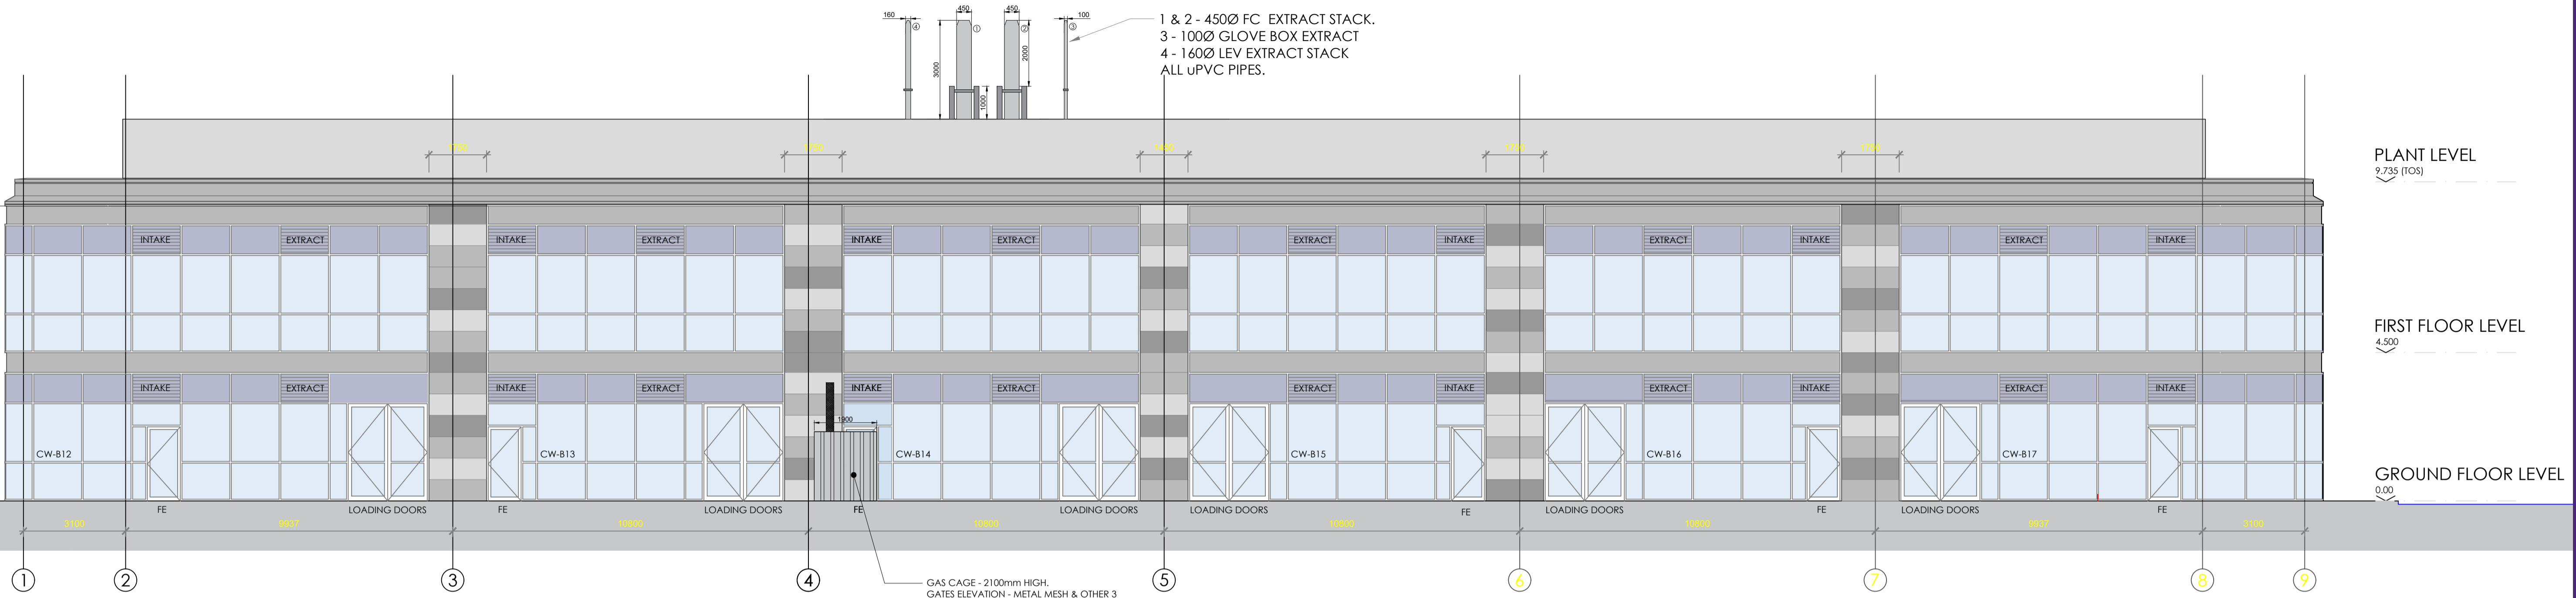 160
④
450
①
450
②
100
③
3000
1000
2000
1 & 2 - 450Ø FC EXTRACT STACK.
3 - 100Ø GLOVE BOX EXTRACT
4 - 160Ø LEV EXTRACT STACK
ALL uPVC PIPES.
PLANT LEVEL
9.735 (TOS)
INTAKE EXTRACT INTAKE EXTRACT INTAKE EXTRACT EXTRACT INTAKE EXTRACT INTAKE EXTRACT INTAKE
FIRST FLOOR LEVEL
4.500
INTAKE EXTRACT INTAKE EXTRACT INTAKE EXTRACT EXTRACT INTAKE EXTRACT INTAKE EXTRACT INTAKE
1900
CW-B12 CW-B13 CW-B14 CW-B15 CW-B16 CW-B17
GROUND FLOOR LEVEL
0.00
FE LOADING DOORS FE LOADING DOORS FE LOADING DOORS LOADING DOORS FE LOADING DOORS FE LOADING DOORS FE
3100 9937 10800 10800 10800 10800 9937 3100
1 2 3 4 5 6 7 8 9
GAS CAGE - 2100mm HIGH.
GATES ELEVATION - METAL MESH & OTHER 3